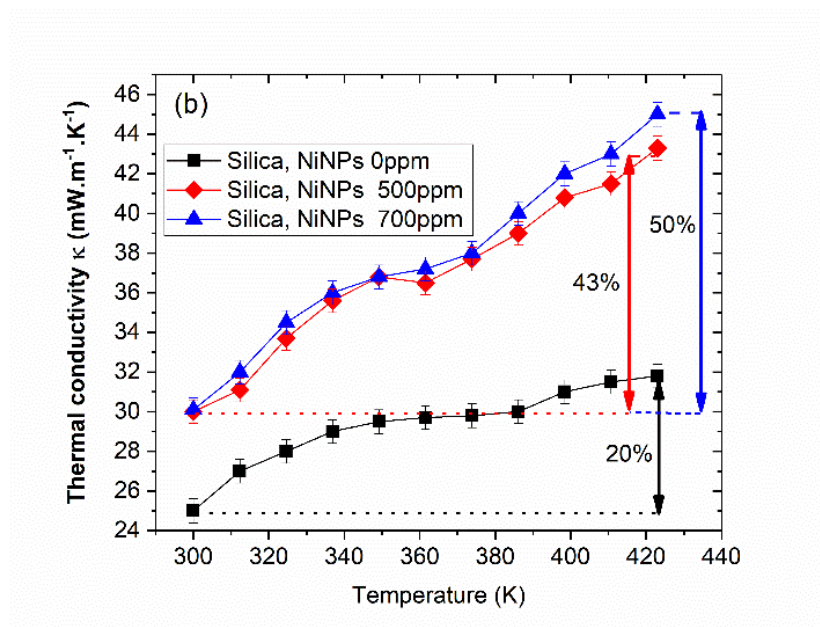 (b)
Silica, NiNPs 0ppm
Silica, NiNPs 500ppm
Silica, NiNPs 700ppm
50%
43%
20%
Thermal conductivity κ (mW.m⁻¹.K⁻¹)
46
44
42
40
38
36
34
32
30
28
26
24
300 320 340 360 380 400 420 440
Temperature (K)